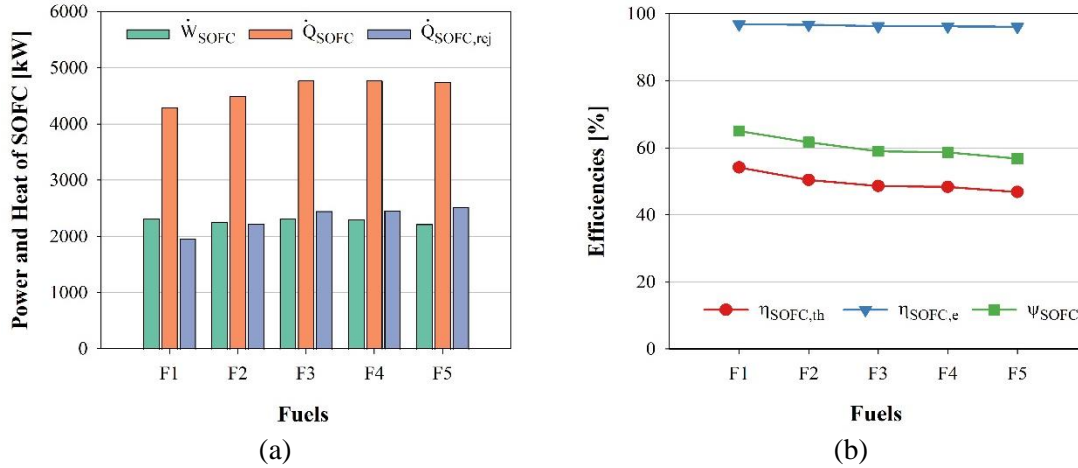 Power and Heat of SOFC [kW]
6000
5000
4000
3000
2000
1000
0
Ẇ_SOFC Q̇_SOFC Q̇_SOFC,rej
F1 F2 F3 F4 F5
Fuels
(a)
Efficiencies [%]
100
80
60
40
20
0
η_SOFC,th η_SOFC,e ψ_SOFC
F1 F2 F3 F4 F5
Fuels
(b)